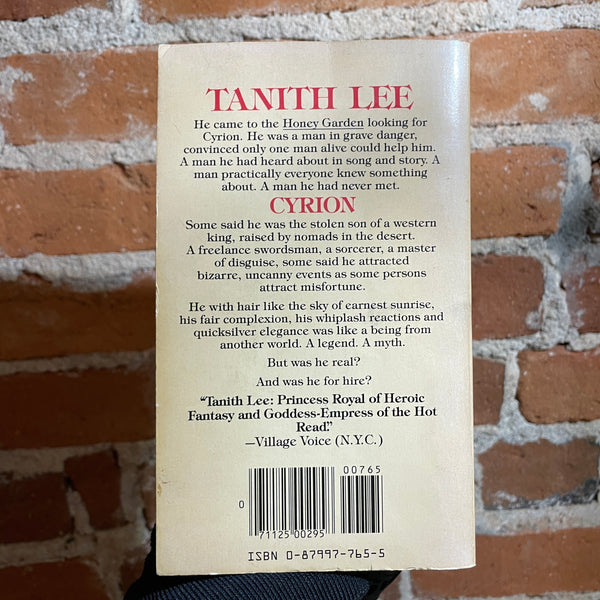 TANITH LEE
He came to the Honey Garden looking for
Cyrion. He was a man in grave danger,
convinced only one man alive could help him.
A man he had heard about in song and story. A
man practically everyone knew something
about. A man he had never met.
CYRION
Some said he was the stolen son of a western
king, raised by nomads in the desert.
A freelance swordsman, a sorcerer, a master
of disguise, some said he attracted
bizarre, uncanny events as some persons
attract misfortune.
He with hair like the sky of earnest sunrise,
his fair complexion, his whiplash reactions and
quicksilver elegance was like a being from
another world. A legend. A myth.
But was he real?
And was he for hire?
“Tanith Lee: Princess Royal of Heroic
Fantasy and Goddess-Empress of the Hot
Read.”
—Village Voice (N.Y.C.)
00765
0
71125 00295
ISBN 0-87997-765-5